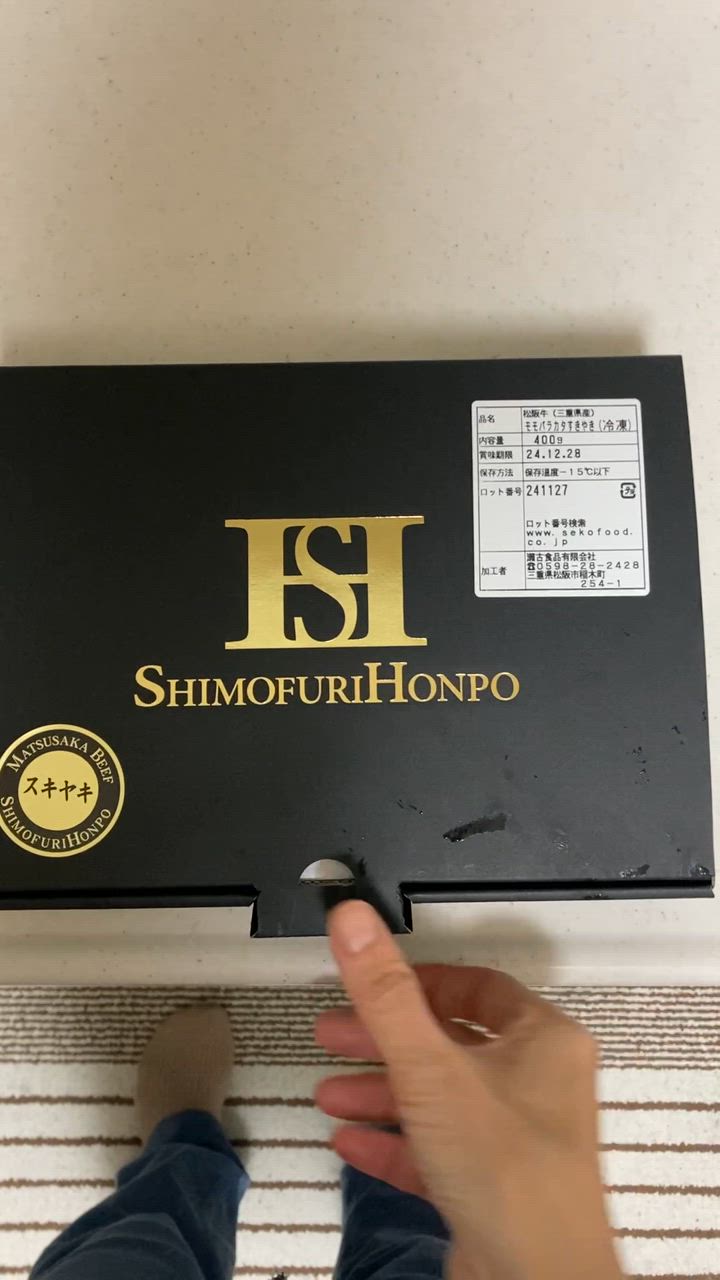 品名 松阪牛(三重県産)
モモバラカタすきやき(冷凍)
内容量 400g
賞味期限 24.12.28
保存方法 保存温度-15℃以下
ロット番号 241127
ロット番号検索
www.sekofood.
co.jp
加工者 瀬古食品有限会社
☎0598-28-2428
三重県松阪市稲木町
254-1
SH
SHIMOFURIHONPO
MATSUSAKA BEEF
スキヤキ
SHIMOFURIHONPO